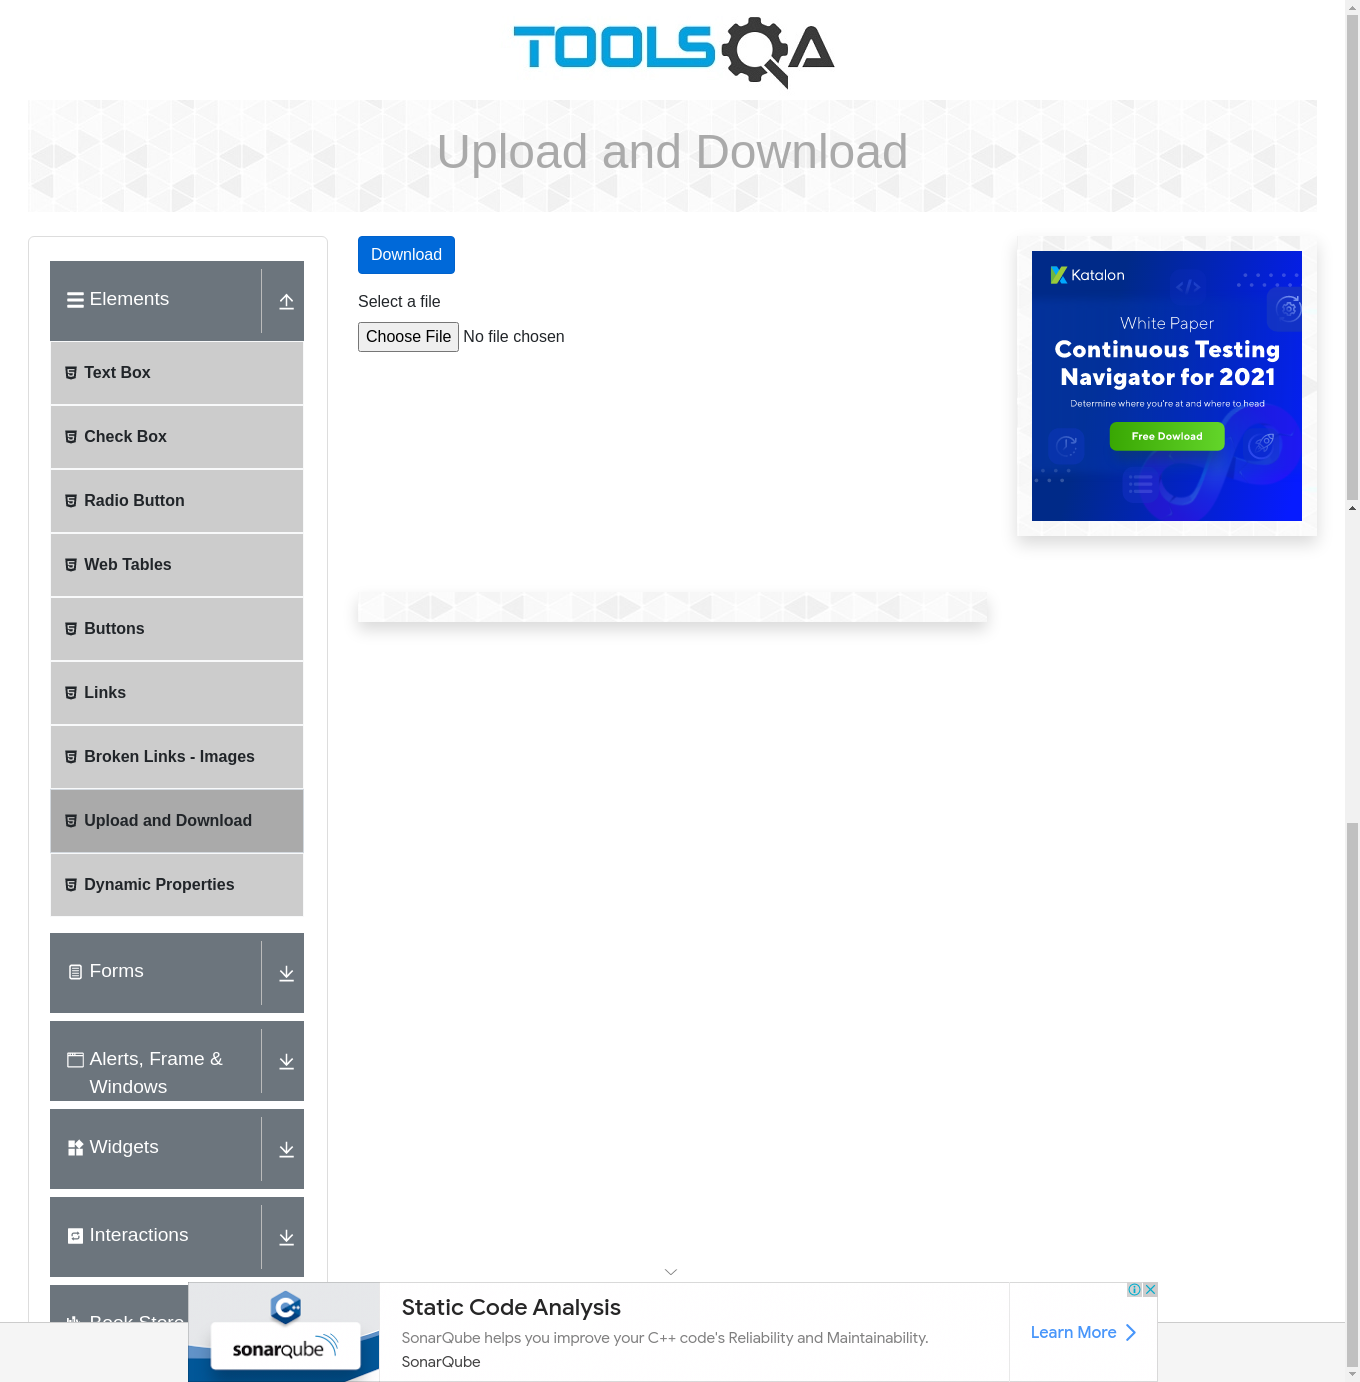 TOOLSQA
Upload and Download
Elements
Text Box
Check Box
Radio Button
Web Tables
Buttons
Links
Broken Links - Images
Upload and Download
Dynamic Properties
Forms
Alerts, Frame &
Windows
Widgets
Interactions
Book Store
Download
Select a file
Choose File No file chosen
Katalon
White Paper
Continuous Testing
Navigator for 2021
Determine where you're at and where to head
Free Dowload
Static Code Analysis
SonarQube helps you improve your C++ code's Reliability and Maintainability.
SonarQube
Learn More
C++
sonarqube